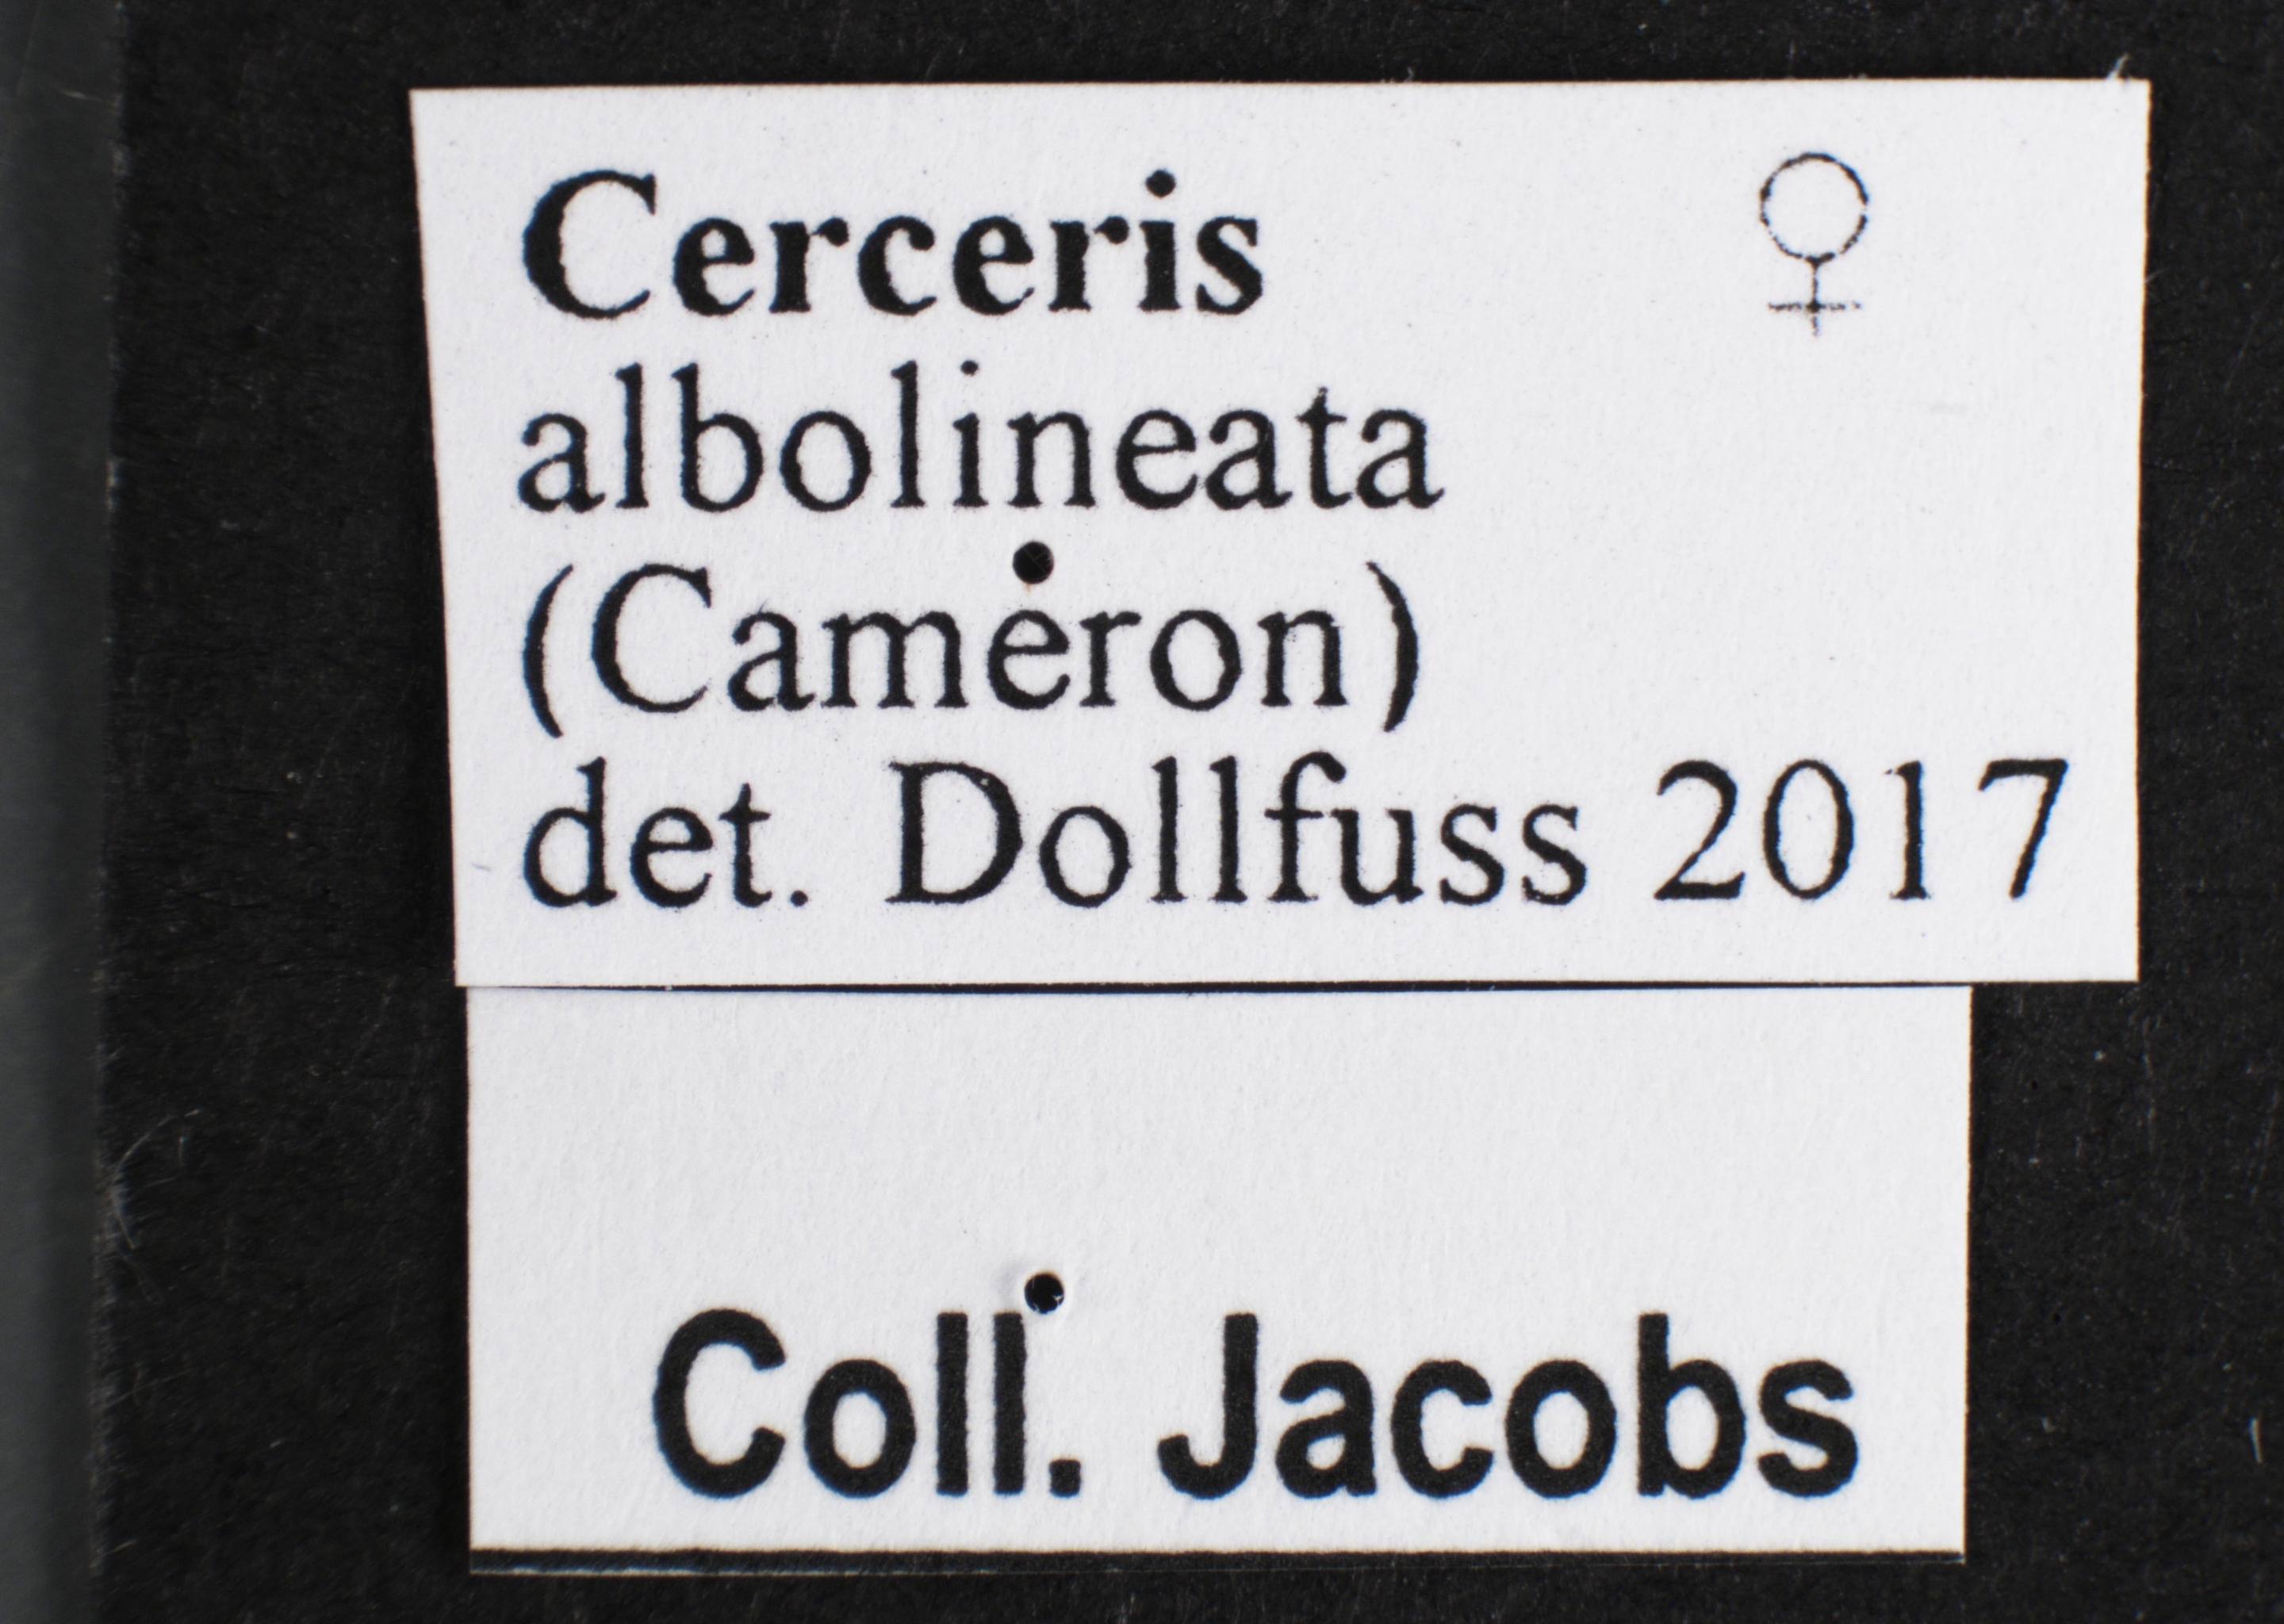 Cerceris ♀
albolineata
(Cameron)
det. Dollfuss 2017
Coll. Jacobs